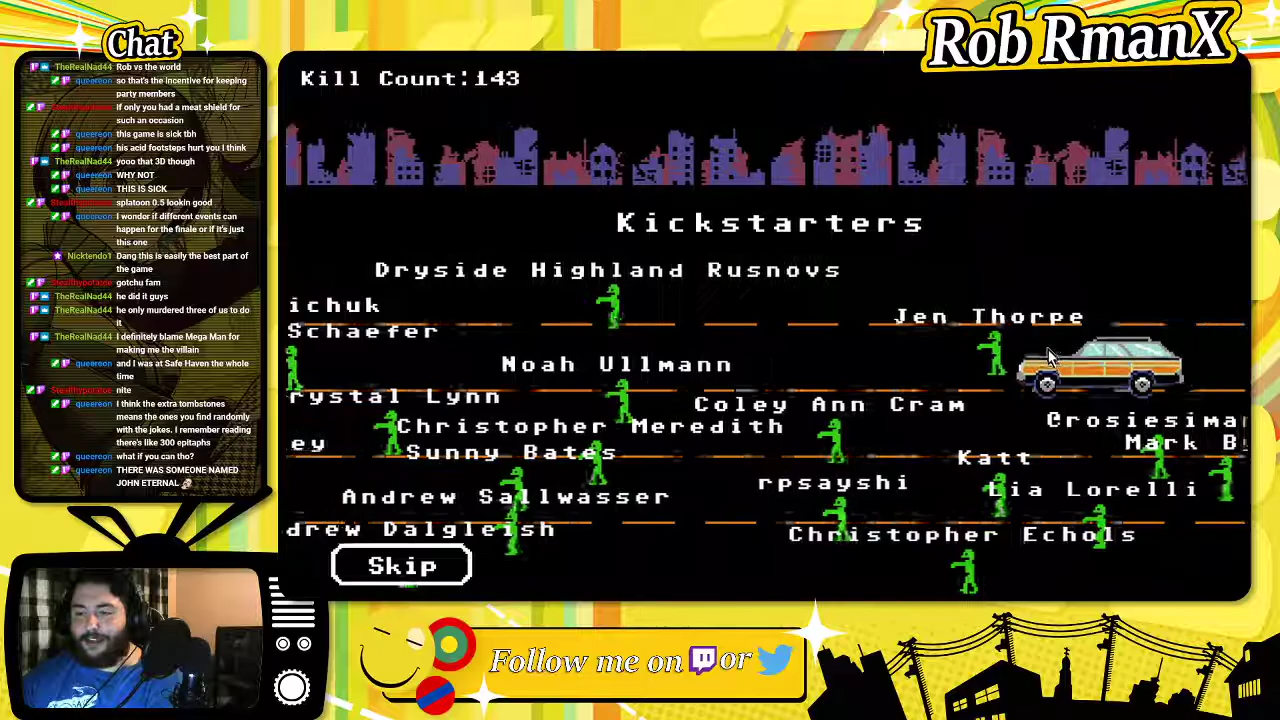 Chat
Rob RmanX
TheRealNad44 Rob vs the world
queereon so that's the incentive for keeping
party members
if only you had a meat shield for
such an occasion
queereon this game is sick tbh
queereon his acid footsteps hurt you I think
TheRealNad44 yooo that 3D though
queereon WHY NOT
queereon THIS IS SICK
splatoon 0.5 lookin good
queereon I wonder if different events can
happen for the finale or if it's just
this one
Nicktendo1 Dang this is easily the best part of
the game
gotchu fam
TheRealNad44 he did it guys
TheRealNad44 he only murdered three of us to do
it
TheRealNad44 I definitely blame Mega Man for
making me the villain
queereon and I was at Safe Haven the whole
time
nite
queereon I think the extra tombstones
means the ones you find randomly
with the jokes. I remember reading
there's like 300 or something
queereon what if you can tho?
queereon THERE WAS SOMEONE NAMED
JOHN ETERNAL
Kill Count:143
Kickstarters
Dryside Highland Rusnovs
ichuk
Jen Thorpe
Schaefer
Noah Ullmann
rystal Lynn
Coley Ann Cram
@rosiesima
Christopher Meredith
ey
Mark B
Sunny Bates
Katt
psayshi
Lia Lorelli
Andrew Sallwasser
drew Dalgleish
Christopher Echols
Skip
Follow me on or